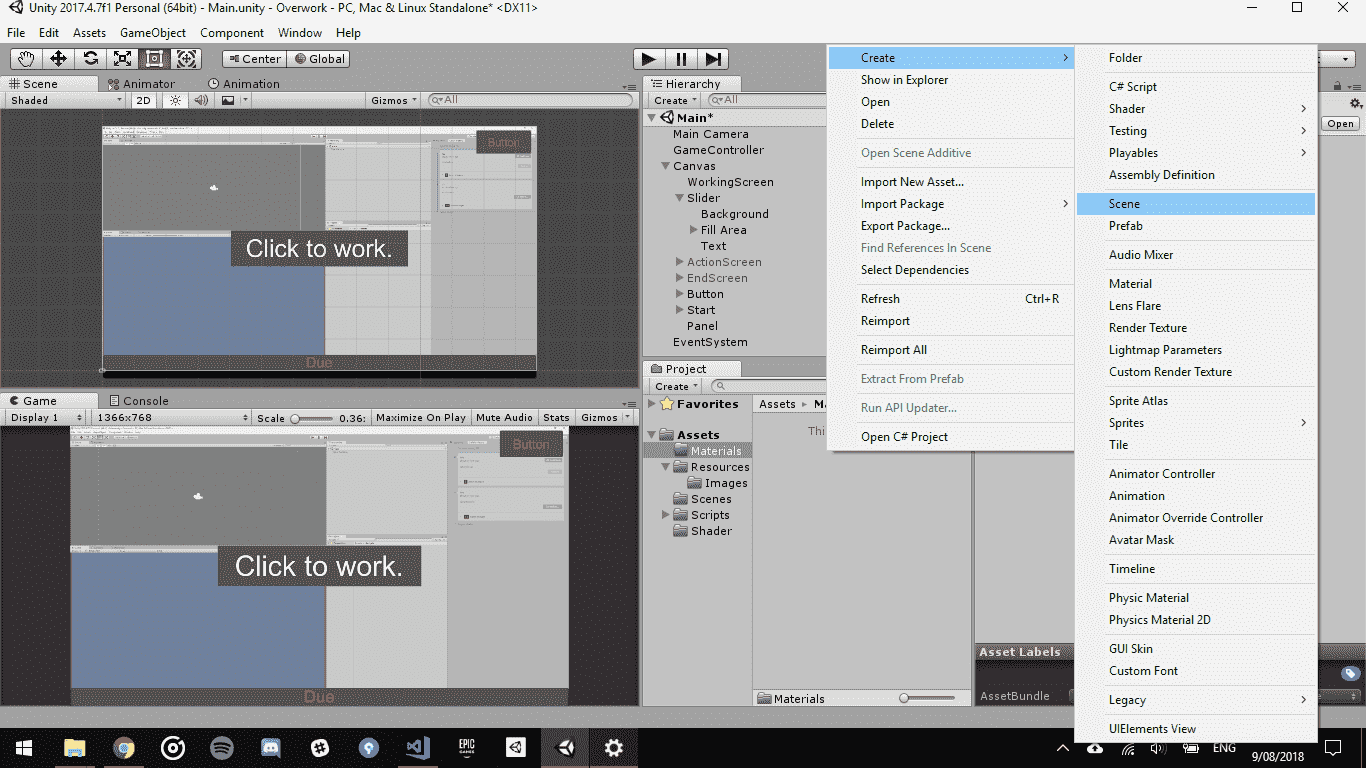 Unity 2017.4.7f1 Personal (64bit) - Main.unity - Overwork - PC, Mac & Linux Standalone* <DX11>
File Edit Assets GameObject Component Window Help
Center Global
Scene Animator Animation
Shaded 2D Gizmos All
Button
Click to work.
Due
Game Console
Display 1 1366x768 Scale 0.36: Maximize On Play Mute Audio Stats Gizmos
Button
Click to work.
Due
Hierarchy
Create All
Main*
Main Camera
GameController
Canvas
WorkingScreen
Slider
Background
Fill Area
Text
ActionScreen
EndScreen
Button
Start
Panel
EventSystem
Project
Create
Favorites
Assets
Materials
Resources
Images
Scenes
Scripts
Shader
Assets Ma
Thi
Materials
Create
Show in Explorer
Open
Delete
Open Scene Additive
Import New Asset...
Import Package
Export Package...
Find References In Scene
Select Dependencies
Refresh Ctrl+R
Reimport
Reimport All
Extract From Prefab
Run API Updater...
Open C# Project
Folder
C# Script
Shader
Testing
Playables
Assembly Definition
Scene
Prefab
Audio Mixer
Material
Lens Flare
Render Texture
Lightmap Parameters
Custom Render Texture
Sprite Atlas
Sprites
Tile
Animator Controller
Animation
Animator Override Controller
Avatar Mask
Timeline
Physic Material
Physics Material 2D
GUI Skin
Custom Font
Legacy
UIElements View
Open
Asset Labels
AssetBundle
EPIC
GAMES
ENG
9/08/2018